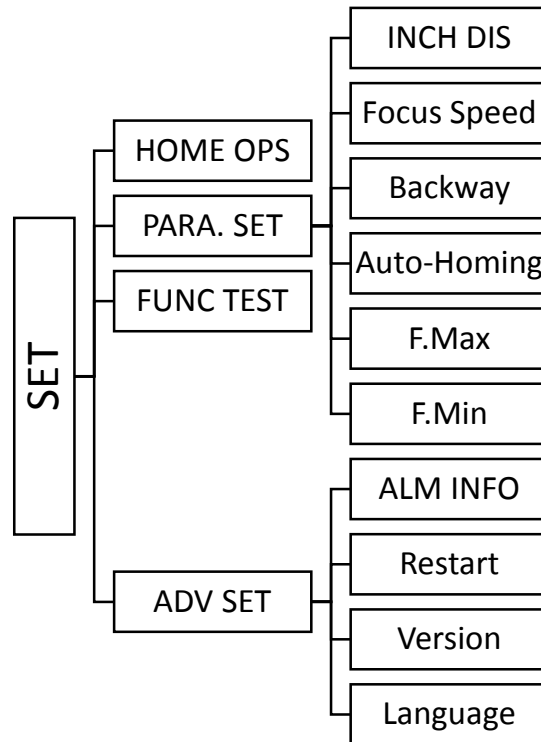 SET
HOME OPS
PARA. SET
FUNC TEST
ADV SET
INCH DIS
Focus Speed
Backway
Auto-Homing
F.Max
F.Min
ALM INFO
Restart
Version
Language